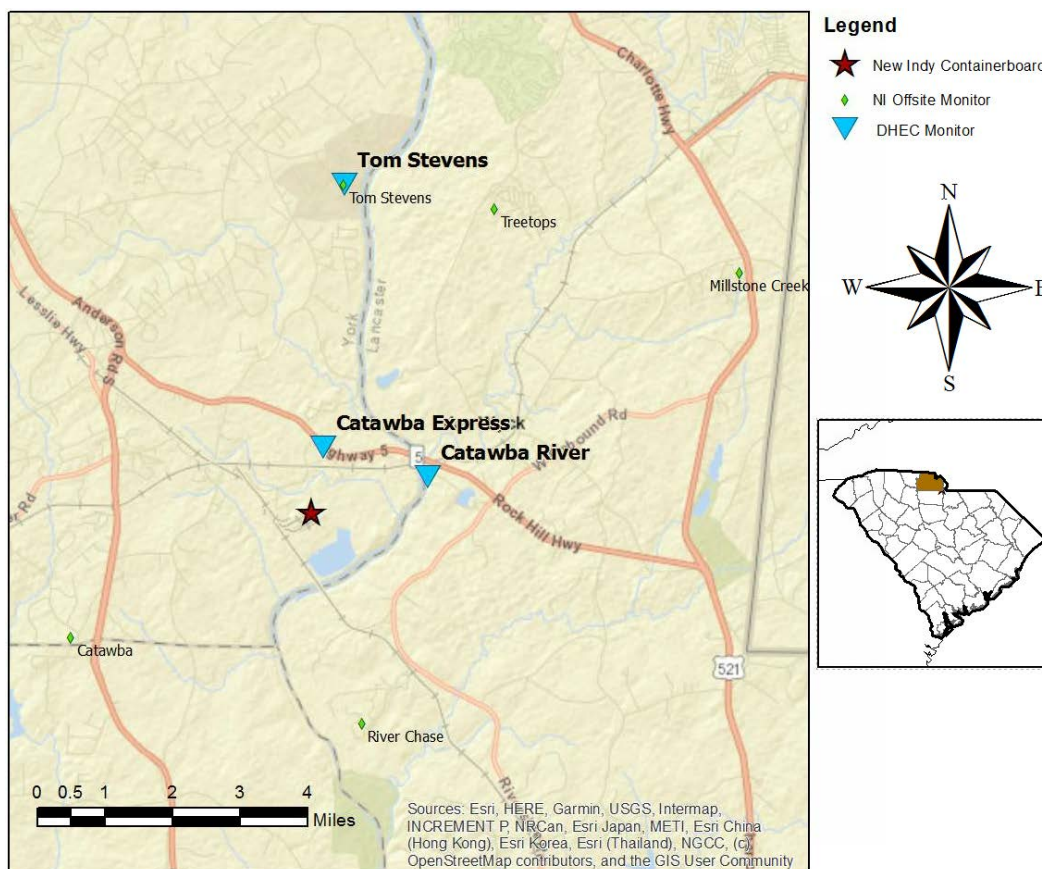 Legend
New Indy Containerboard
NI Offsite Monitor
DHEC Monitor
N
W
E
S
Charlotte Hwy
Tom Stevens
Tom Stevens
Treetops
Millstone Creek
York
Lancaster
Lesslie Hwy
Anderson Rd S
Catawba Express
Highway 5
5
Catawba River
Rock Hill Hwy
521
Catawba
River Chase
0 0.5 1 2 3 4
Miles
Sources: Esri, HERE, Garmin, USGS, Intermap,
INCREMENT P, NRCan, Esri Japan, METI, Esri China
(Hong Kong), Esri Korea, Esri (Thailand), NGCC, (c)
OpenStreetMap contributors, and the GIS User Community